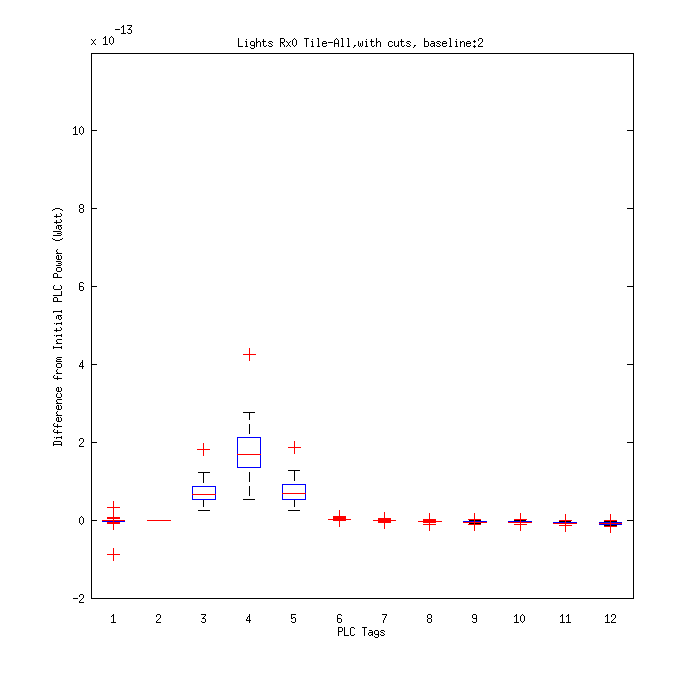 x 10 -13
Lights Rx0 Tile-All,with cuts, baseline:2
10
8
6
4
2
0
-2
Difference from Initial PLC Power (Watt)
1 2 3 4 5 6 7 8 9 10 11 12
PLC Tags